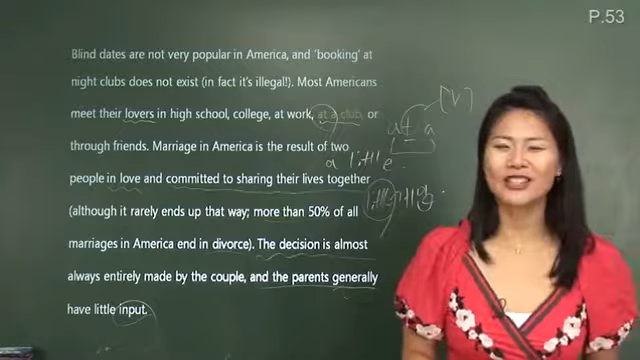 P.53
Blind dates are not very popular in America, and 'booking' at
night clubs does not exist (in fact it's illegal!). Most Americans
meet their lovers in high school, college, at work, at a club, or
through friends. Marriage in America is the result of two
people in love and committed to sharing their lives together
(although it rarely ends up that way; more than 50% of all
marriages in America end in divorce). The decision is almost
always entirely made by the couple, and the parents generally
have little input.
at a
a little